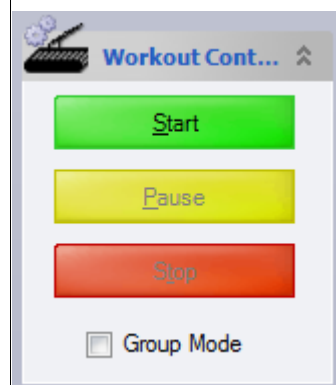 Workout Cont...
Start
Pause
Stop
Group Mode